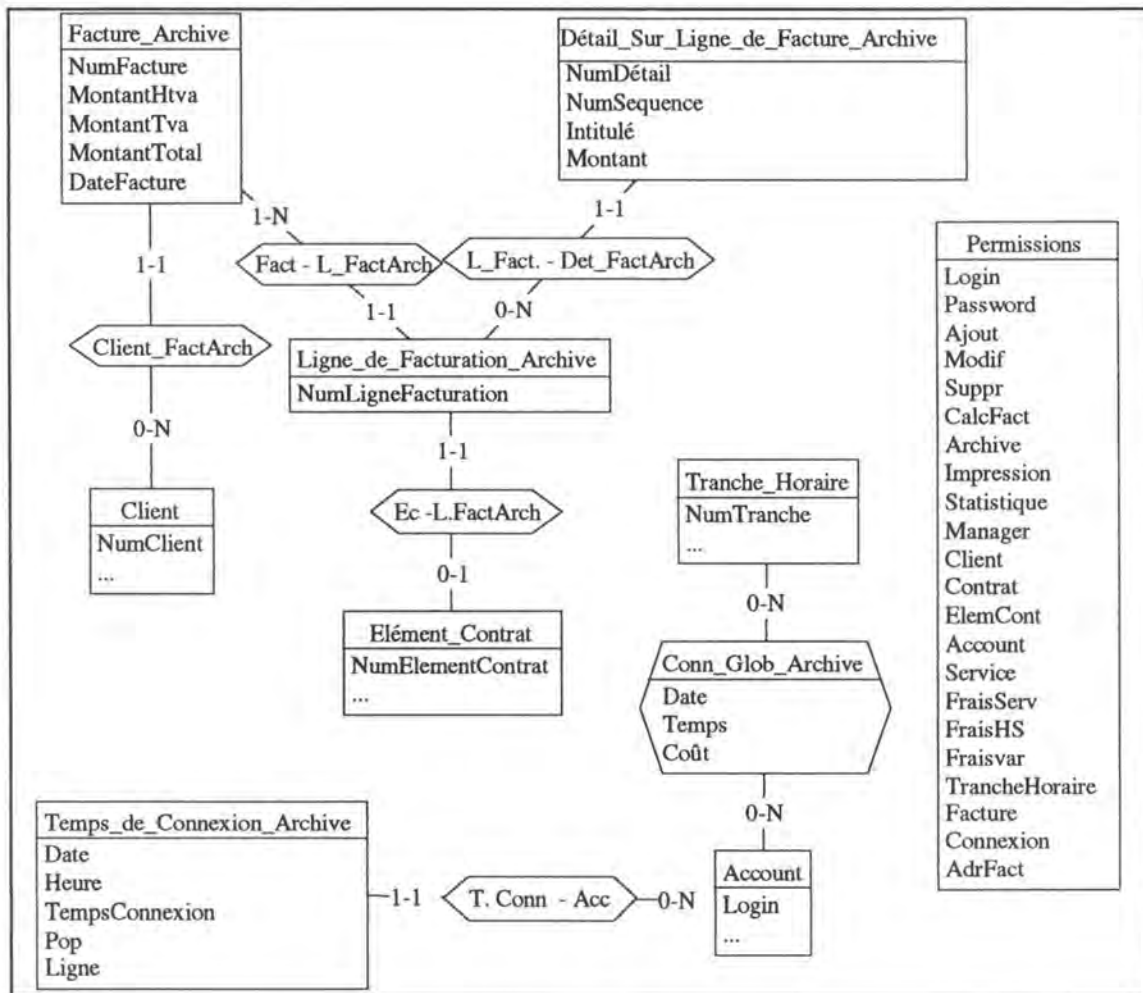 Facture_Archive
NumFacture
MontantHtva
MontantTva
MontantTotal
DateFacture
Détail_Sur_Ligne_de_Facture_Archive
NumDétail
NumSequence
Intitulé
Montant
1-N
1-1
1-1
Fact - L_FactArch
L_Fact. - Det_FactArch
1-1
0-N
Client_FactArch
Ligne_de_Facturation_Archive
NumLigneFacturation
0-N
1-1
Client
NumClient
...
Ec -L.FactArch
0-1
Elément_Contrat
NumElementContrat
...
Tranche_Horaire
NumTranche
...
0-N
Conn_Glob_Archive
Date
Temps
Coût
0-N
Temps_de_Connexion_Archive
Date
Heure
TempsConnexion
Pop
Ligne
1-1
T. Conn - Acc
0-N
Account
Login
...
Permissions
Login
Password
Ajout
Modif
Suppr
CalcFact
Archive
Impression
Statistique
Manager
Client
Contrat
ElemCont
Account
Service
FraisServ
FraisHS
Fraisvar
TrancheHoraire
Facture
Connexion
AdrFact